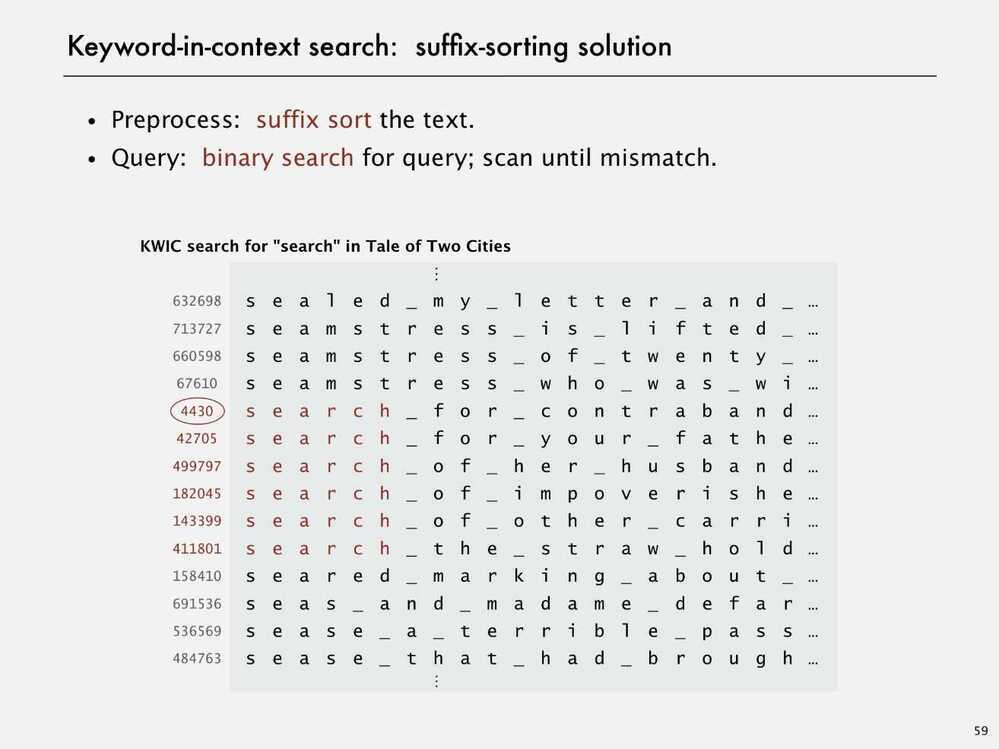 Keyword-in-context search: suffix-sorting solution
• Preprocess: suffix sort the text.
• Query: binary search for query; scan until mismatch.
KWIC search for "search" in Tale of Two Cities
⋮
632698 s e a l e d _ m y _ l e t t e r _ a n d _ …
713727 s e a m s t r e s s _ i s _ l i f t e d _ …
660598 s e a m s t r e s s _ o f _ t w e n t y _ …
67610 s e a m s t r e s s _ w h o _ w a s _ w i …
4430 s e a r c h _ f o r _ c o n t r a b a n d …
42705 s e a r c h _ f o r _ y o u r _ f a t h e …
499797 s e a r c h _ o f _ h e r _ h u s b a n d …
182045 s e a r c h _ o f _ i m p o v e r i s h e …
143399 s e a r c h _ o f _ o t h e r _ c a r r i …
411801 s e a r c h _ t h e _ s t r a w _ h o l d …
158410 s e a r e d _ m a r k i n g _ a b o u t _ …
691536 s e a s _ a n d _ m a d a m e _ d e f a r …
536569 s e a s e _ a _ t e r r i b l e _ p a s s …
484763 s e a s e _ t h a t _ h a d _ b r o u g h …
⋮
59